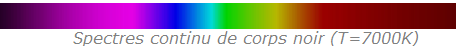 Spectres continu de corps noir (T=7000K)